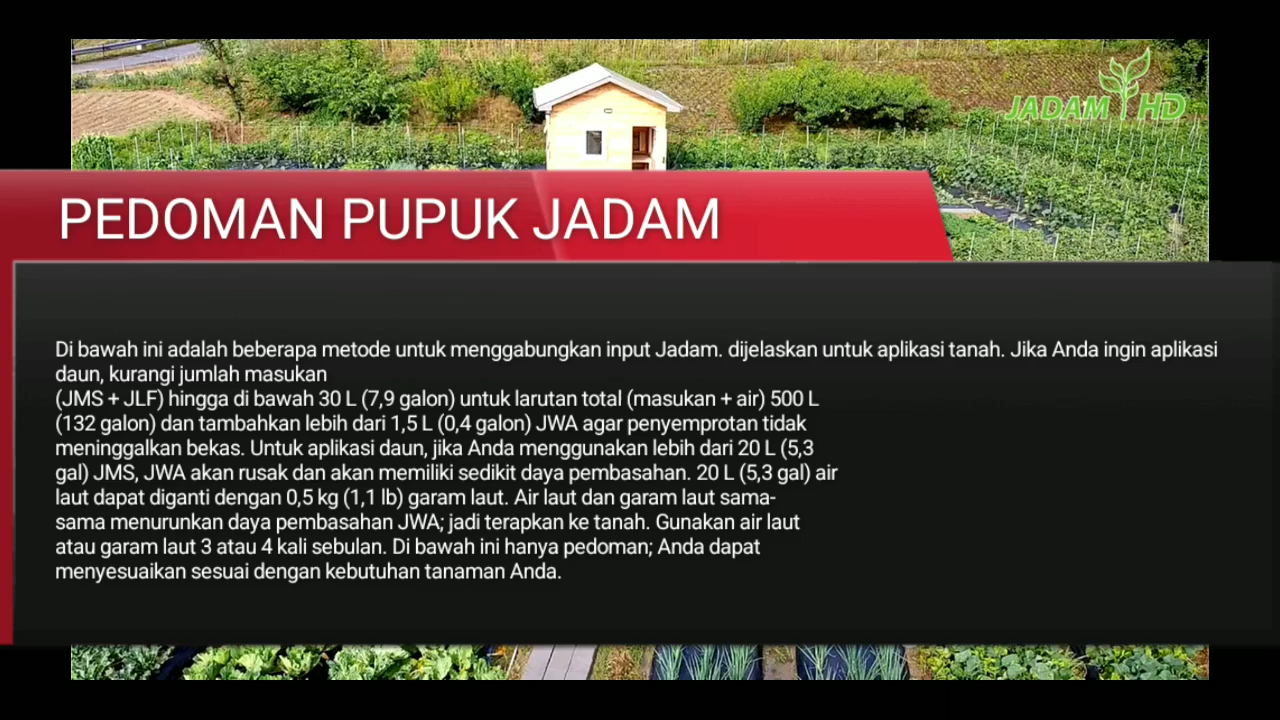 JADAM HD
PEDOMAN PUPUK JADAM
Di bawah ini adalah beberapa metode untuk menggabungkan input Jadam. dijelaskan untuk aplikasi tanah. Jika Anda ingin aplikasi
daun, kurangi jumlah masukan
(JMS + JLF) hingga di bawah 30 L (7,9 galon) untuk larutan total (masukan + air) 500 L
(132 galon) dan tambahkan lebih dari 1,5 L (0,4 galon) JWA agar penyemprotan tidak
meninggalkan bekas. Untuk aplikasi daun, jika Anda menggunakan lebih dari 20 L (5,3
gal) JMS, JWA akan rusak dan akan memiliki sedikit daya pembasahan. 20 L (5,3 gal) air
laut dapat diganti dengan 0,5 kg (1,1 lb) garam laut. Air laut dan garam laut sama-
sama menurunkan daya pembasahan JWA; jadi terapkan ke tanah. Gunakan air laut
atau garam laut 3 atau 4 kali sebulan. Di bawah ini hanya pedoman; Anda dapat
menyesuaikan sesuai dengan kebutuhan tanaman Anda.